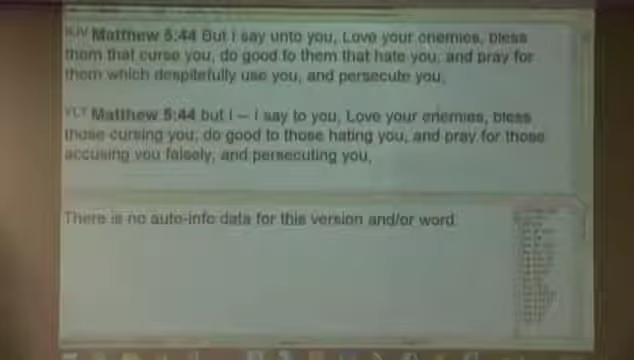 KJV Matthew 5:44 But I say unto you, Love your enemies, bless
them that curse you, do good to them that hate you, and pray for
them which despitefully use you, and persecute you,
YLT Matthew 5:44 but I -- I say to you, Love your enemies, bless
those cursing you, do good to those hating you, and pray for those
accusing you falsely, and persecuting you,
There is no auto-info data for this version and/or word